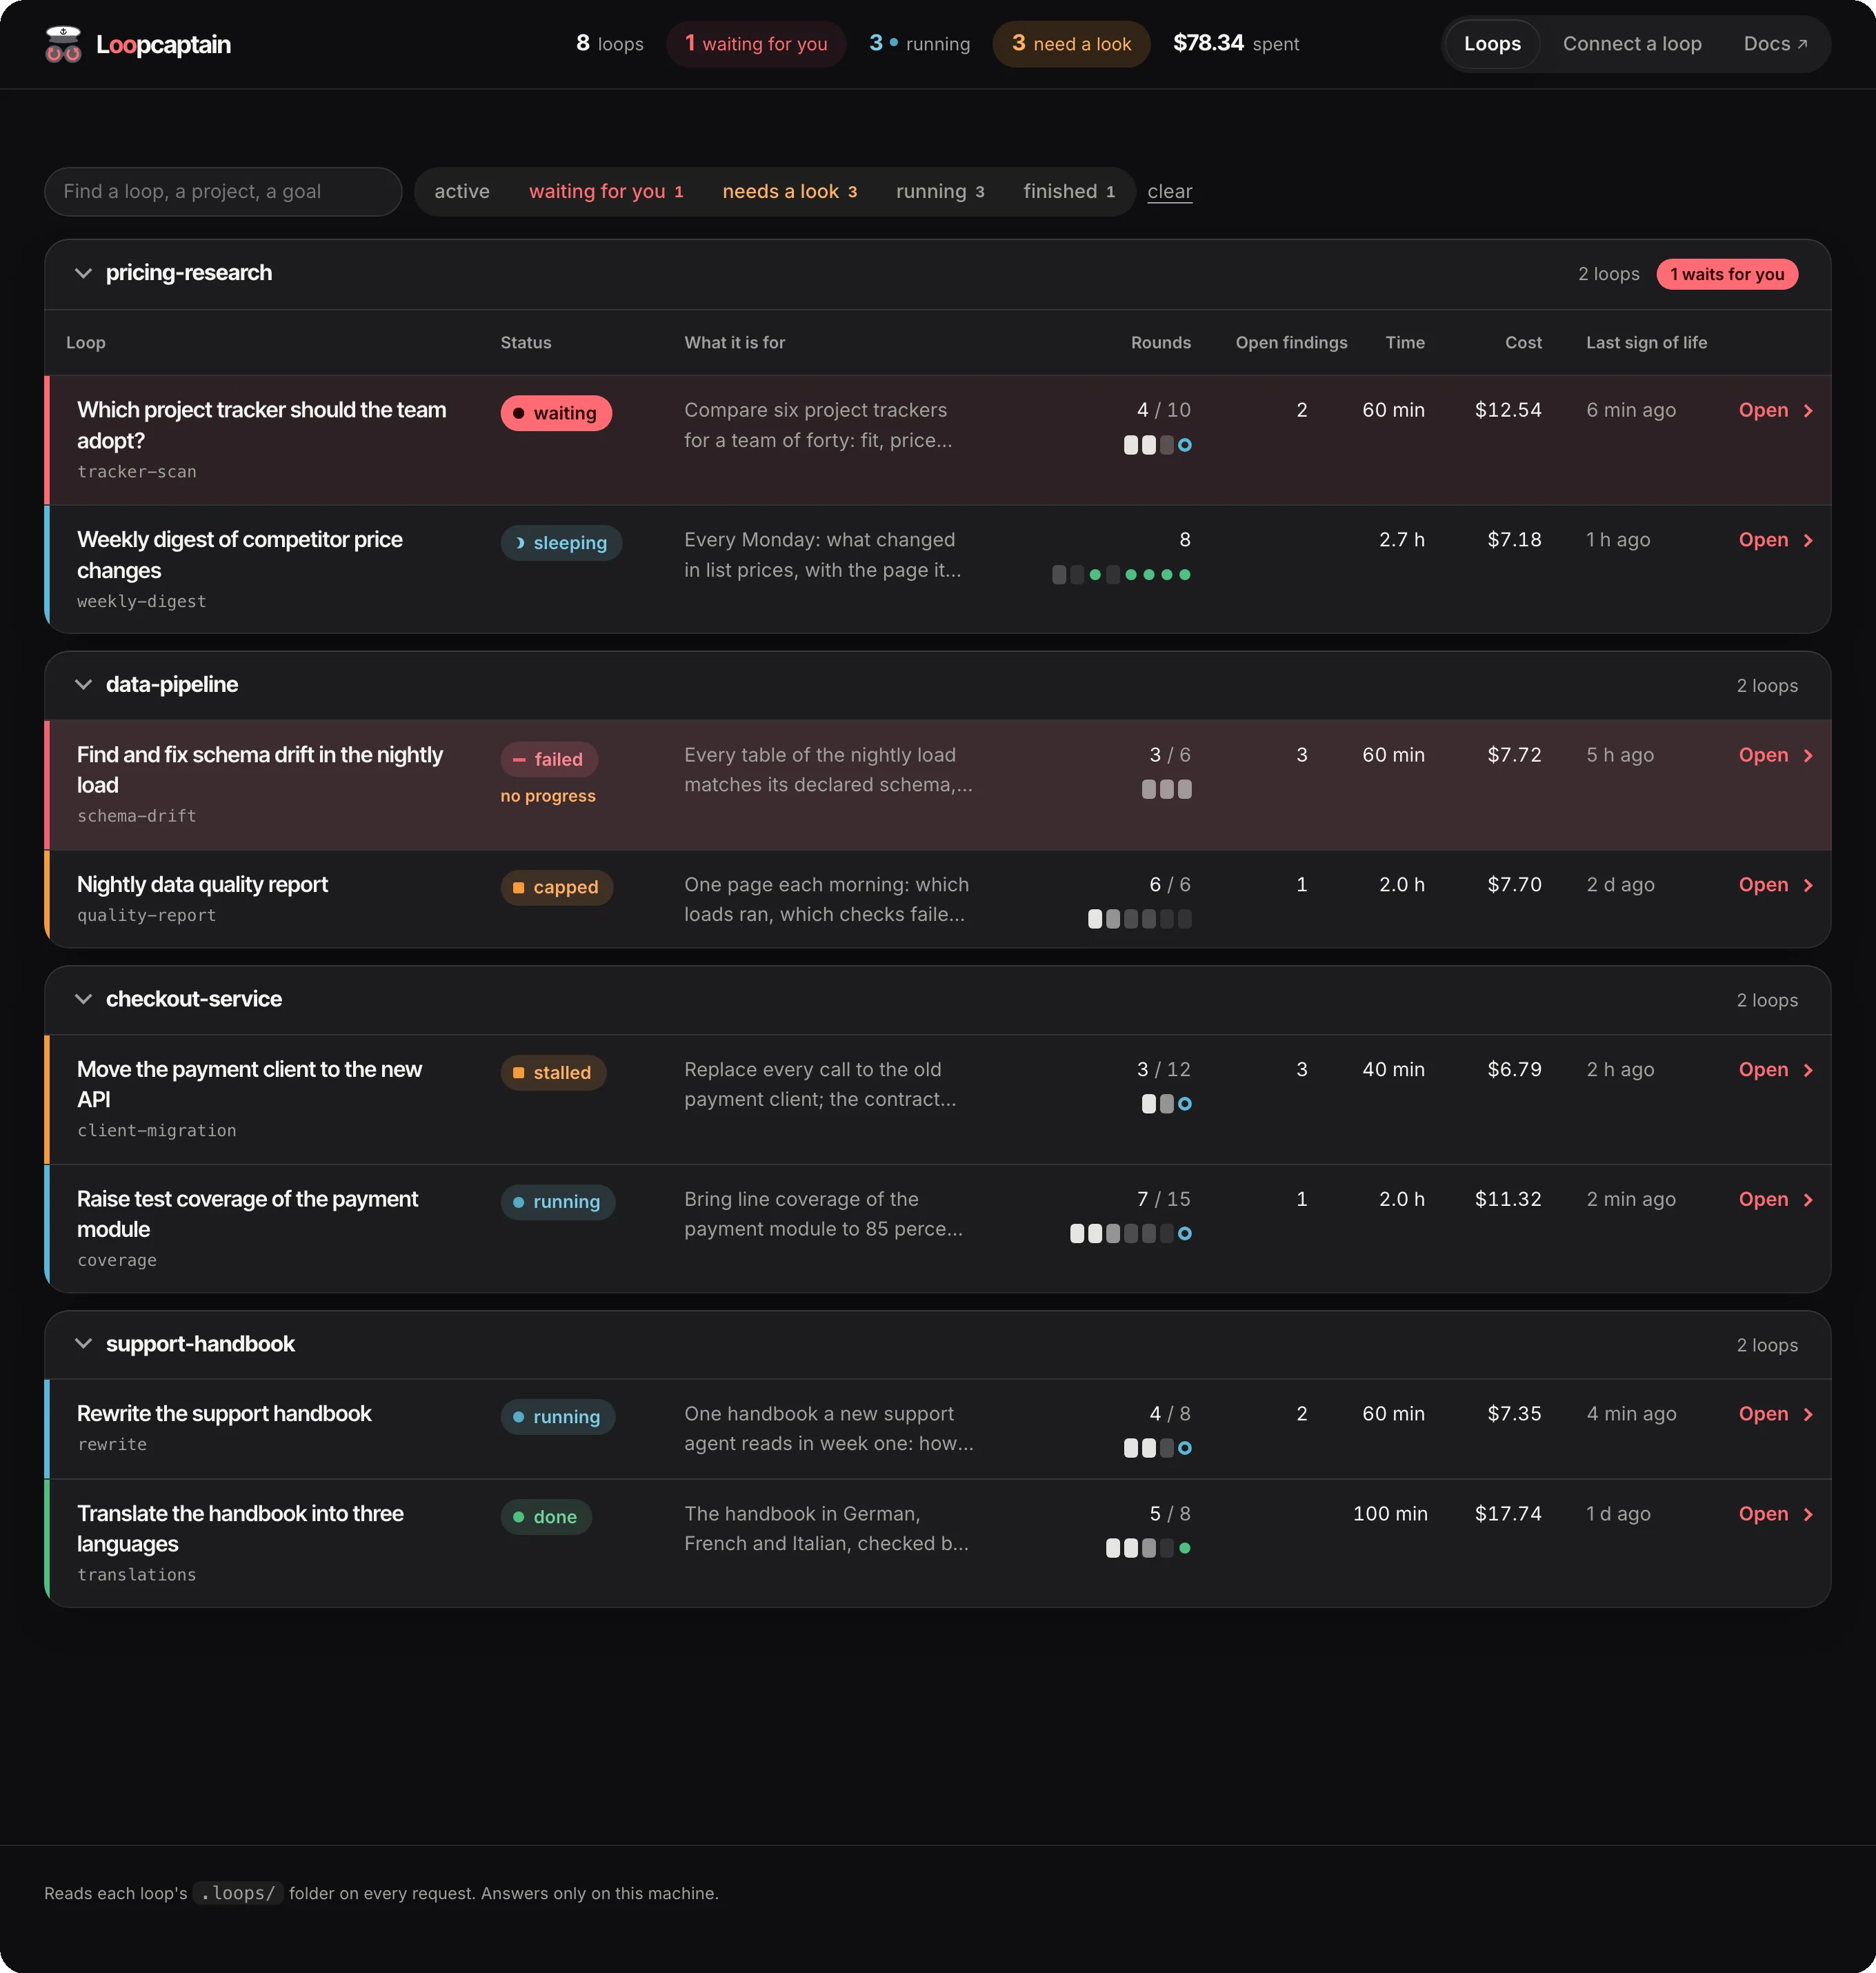 Loopcaptain
8 loops
1 waiting for you
3 running
3 need a look
$78.34 spent
Loops
Connect a loop
Docs ↗
Find a loop, a project, a goal
active
waiting for you 1
needs a look 3
running 3
finished 1
clear
pricing-research
2 loops
1 waits for you
Loop
Status
What it is for
Rounds
Open findings
Time
Cost
Last sign of life
Which project tracker should the team
adopt?
tracker-scan
waiting
Compare six project trackers
for a team of forty: fit, price…
4 / 10
2
60 min
$12.54
6 min ago
Open
Weekly digest of competitor price
changes
weekly-digest
sleeping
Every Monday: what changed
in list prices, with the page it…
8
2.7 h
$7.18
1 h ago
Open
data-pipeline
2 loops
Find and fix schema drift in the nightly
load
schema-drift
failed
no progress
Every table of the nightly load
matches its declared schema,…
3 / 6
3
60 min
$7.72
5 h ago
Open
Nightly data quality report
quality-report
capped
One page each morning: which
loads ran, which checks faile…
6 / 6
1
2.0 h
$7.70
2 d ago
Open
checkout-service
2 loops
Move the payment client to the new
API
client-migration
stalled
Replace every call to the old
payment client; the contract…
3 / 12
3
40 min
$6.79
2 h ago
Open
Raise test coverage of the payment
module
coverage
running
Bring line coverage of the
payment module to 85 perce…
7 / 15
1
2.0 h
$11.32
2 min ago
Open
support-handbook
2 loops
Rewrite the support handbook
rewrite
running
One handbook a new support
agent reads in week one: how…
4 / 8
2
60 min
$7.35
4 min ago
Open
Translate the handbook into three
languages
translations
done
The handbook in German,
French and Italian, checked b…
5 / 8
100 min
$17.74
1 d ago
Open
Reads each loop's .loops/ folder on every request. Answers only on this machine.